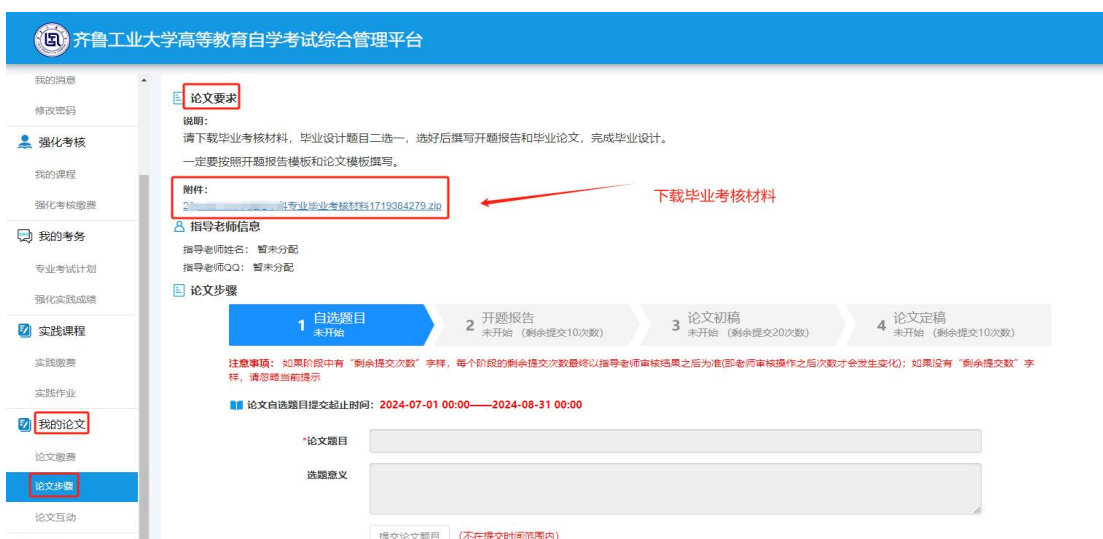 齐鲁工业大学高等教育自学考试综合管理平台
我的消息
修改密码
强化考核
我的课程
强化考核缴费
我的考务
专业考试计划
强化实践成绩
实践课程
实践缴费
实践作业
我的论文
论文缴费
论文步骤
论文互动
论文要求
说明：
请下载毕业考核材料，毕业设计题目二选一，选好后撰写开题报告和毕业论文，完成毕业设计。
一定要按照开题报告模板和论文模板撰写。
附件：
科专业毕业考核材料1719384279.zip
下载毕业考核材料
指导老师信息
指导老师姓名： 暂未分配
指导老师QQ： 暂未分配
论文步骤
1 自选题目
未开始
2 开题报告
未开始 （剩余提交10次数）
3 论文初稿
未开始 （剩余提交20次数）
4 论文定稿
未开始 （剩余提交10次数）
注意事项： 如果阶段中有“剩余提交次数”字样，每个阶段的剩余提交次数最终以指导老师审核结果之后为准(即老师审核操作之后次数才会发生变化)；如果没有“剩余提交数”字
样，请忽略当前提示
论文自选题目提交起止时间：2024-07-01 00:00——2024-08-31 00:00
*论文题目
选题意义
提交论文题目 (不在提交时间范围内)